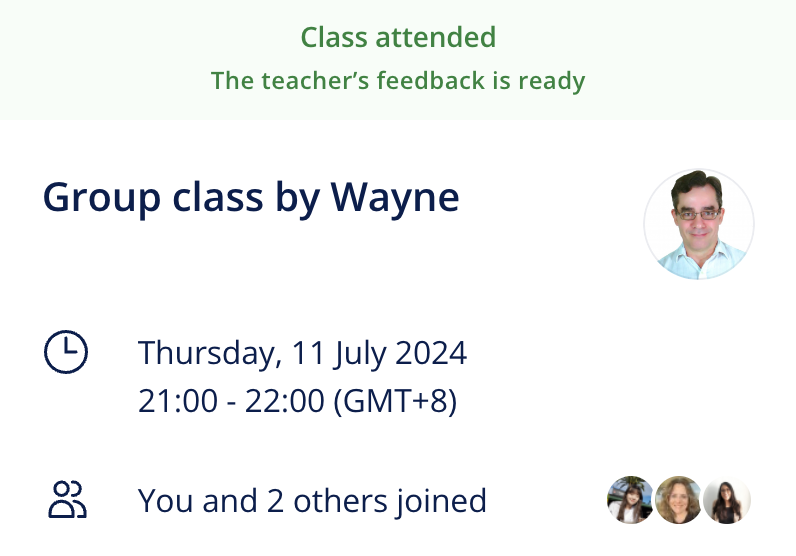 Class attended
The teacher’s feedback is ready
Group class by Wayne
Thursday, 11 July 2024
21:00 - 22:00 (GMT+8)
You and 2 others joined